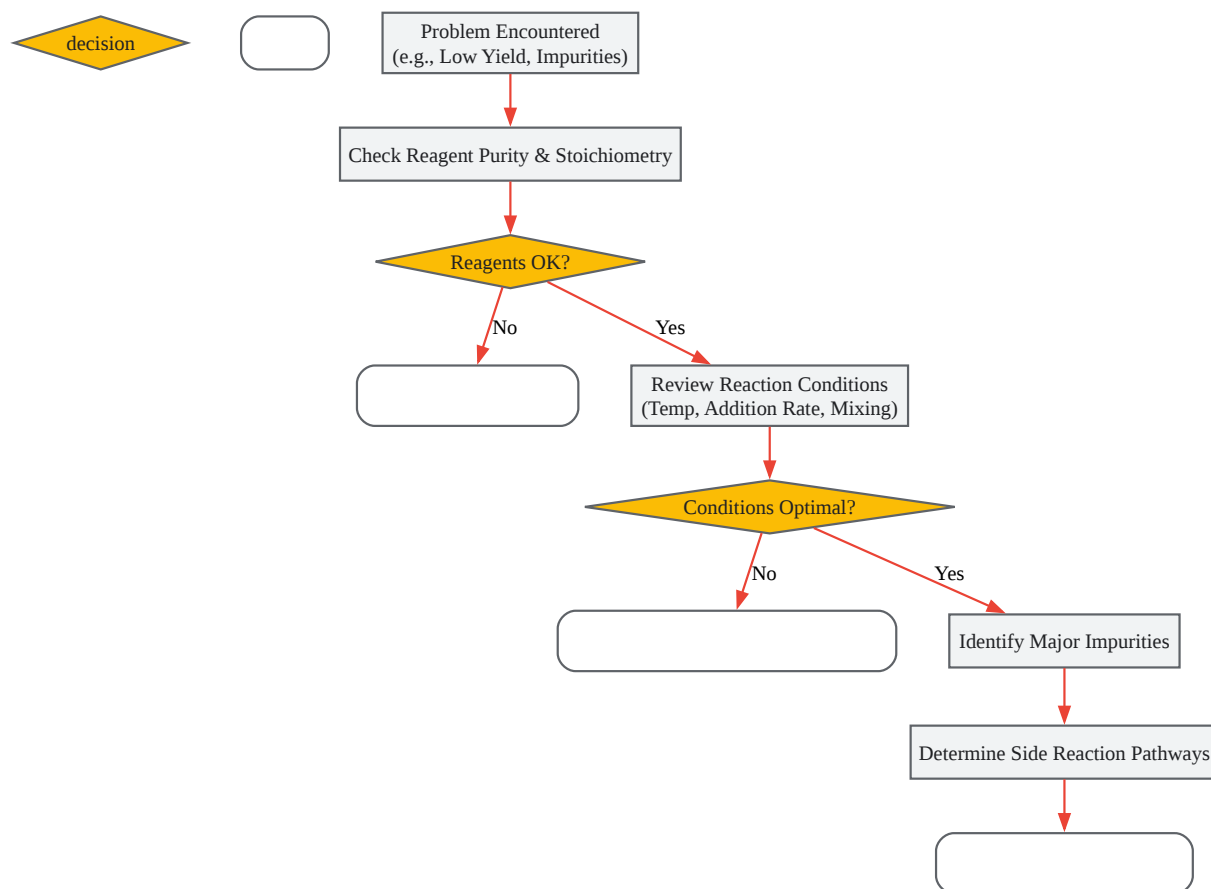 decision
Problem Encountered
(e.g., Low Yield, Impurities)
Check Reagent Purity & Stoichiometry
Reagents OK?
No
Yes
Review Reaction Conditions
(Temp, Addition Rate, Mixing)
Conditions Optimal?
No
Yes
Identify Major Impurities
Determine Side Reaction Pathways